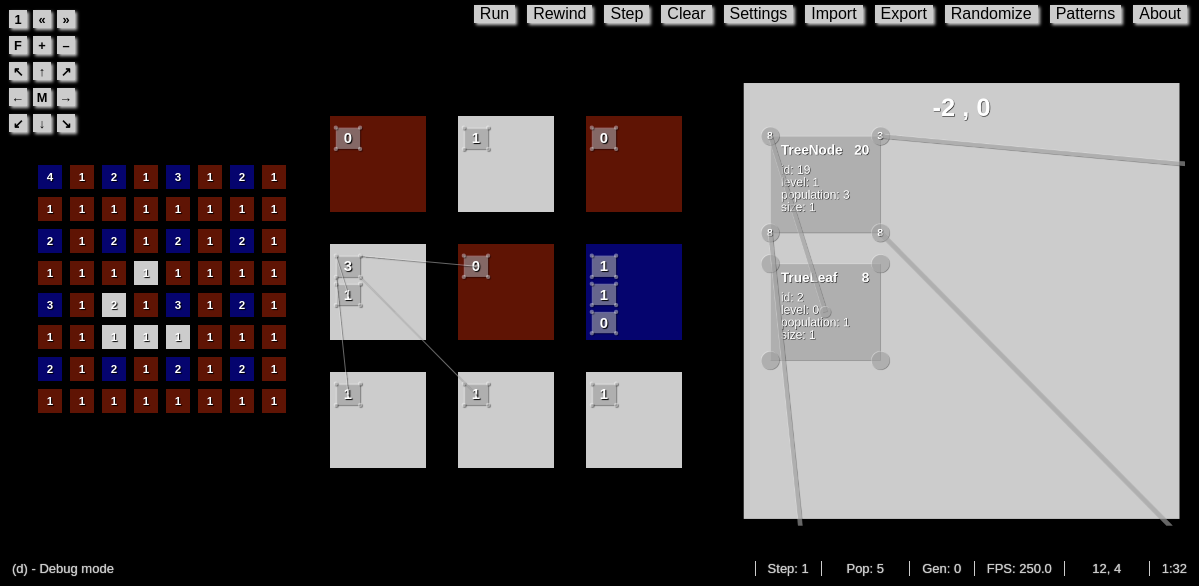 Run Rewind Step Clear Settings Import Export Randomize Patterns About
1 « »
F + –
↖ ↑ ↗
← M →
↙ ↓ ↘
4 1 2 1 3 1 2 1
1 1 1 1 1 1 1 1
2 1 2 1 2 1 2 1
1 1 1 1 1 1 1 1
3 1 2 1 3 1 2 1
1 1 1 1 1 1 1 1
2 1 2 1 2 1 2 1
1 1 1 1 1 1 1 1
0 1 0
3 0 1
1 1
0
1 1 1
-2 , 0
8 3
TreeNode 20
id: 19
level: 1
population: 3
size: 1
8 8
TrueLeaf 8
id: 2
level: 0
population: 1
size: 1
(d) - Debug mode
Step: 1 Pop: 5 Gen: 0 FPS: 250.0 12, 4 1:32